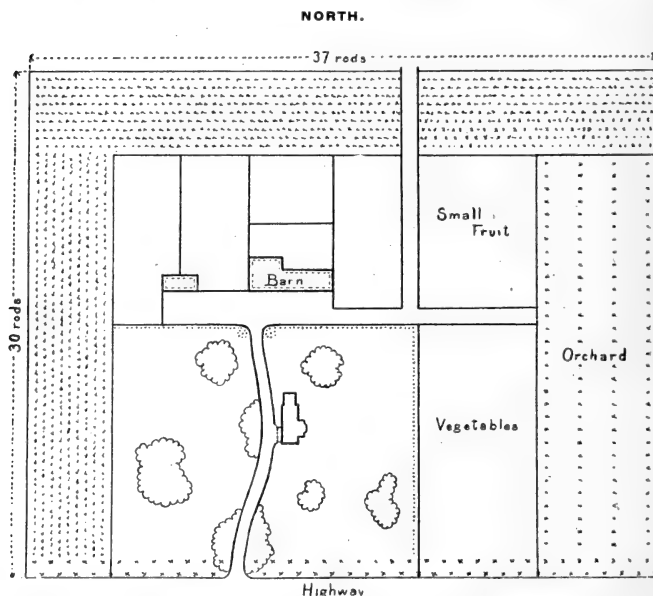 NORTH.
37 rods
30 rods
Small
Fruit
Barn
Orchard
Vegetables
Highway